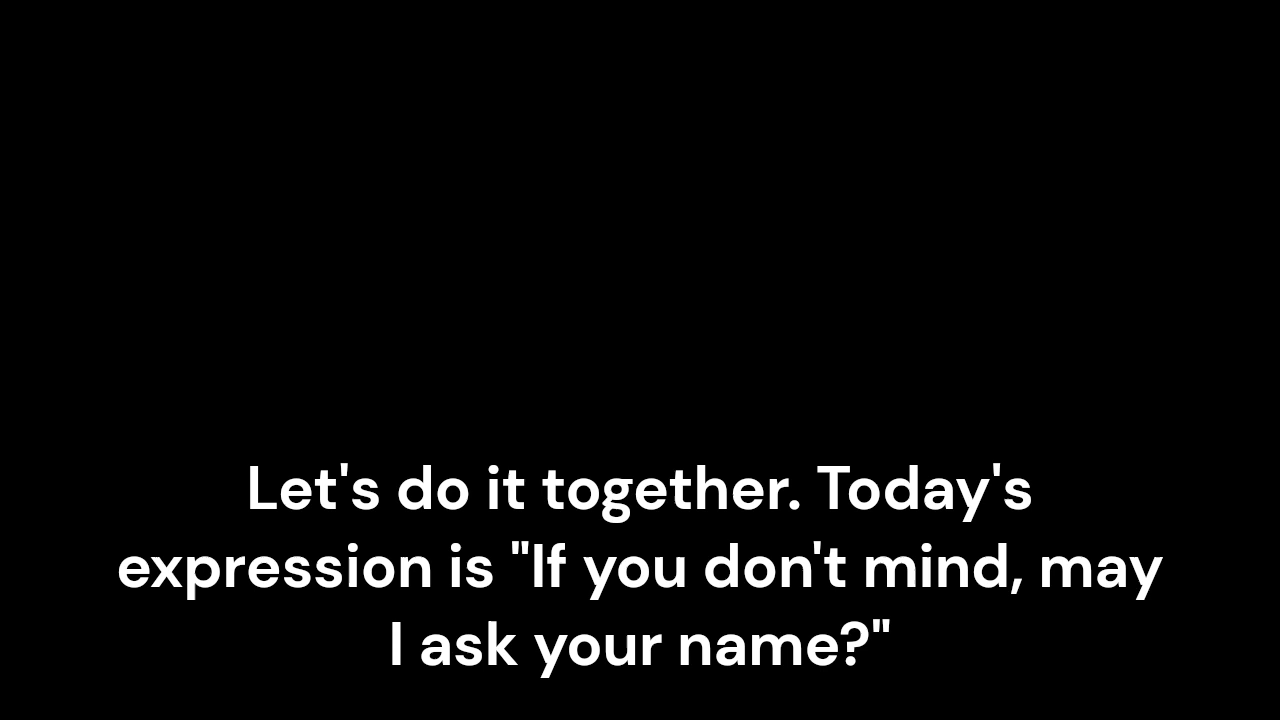 Let's do it together. Today's
expression is "If you don't mind, may
I ask your name?"